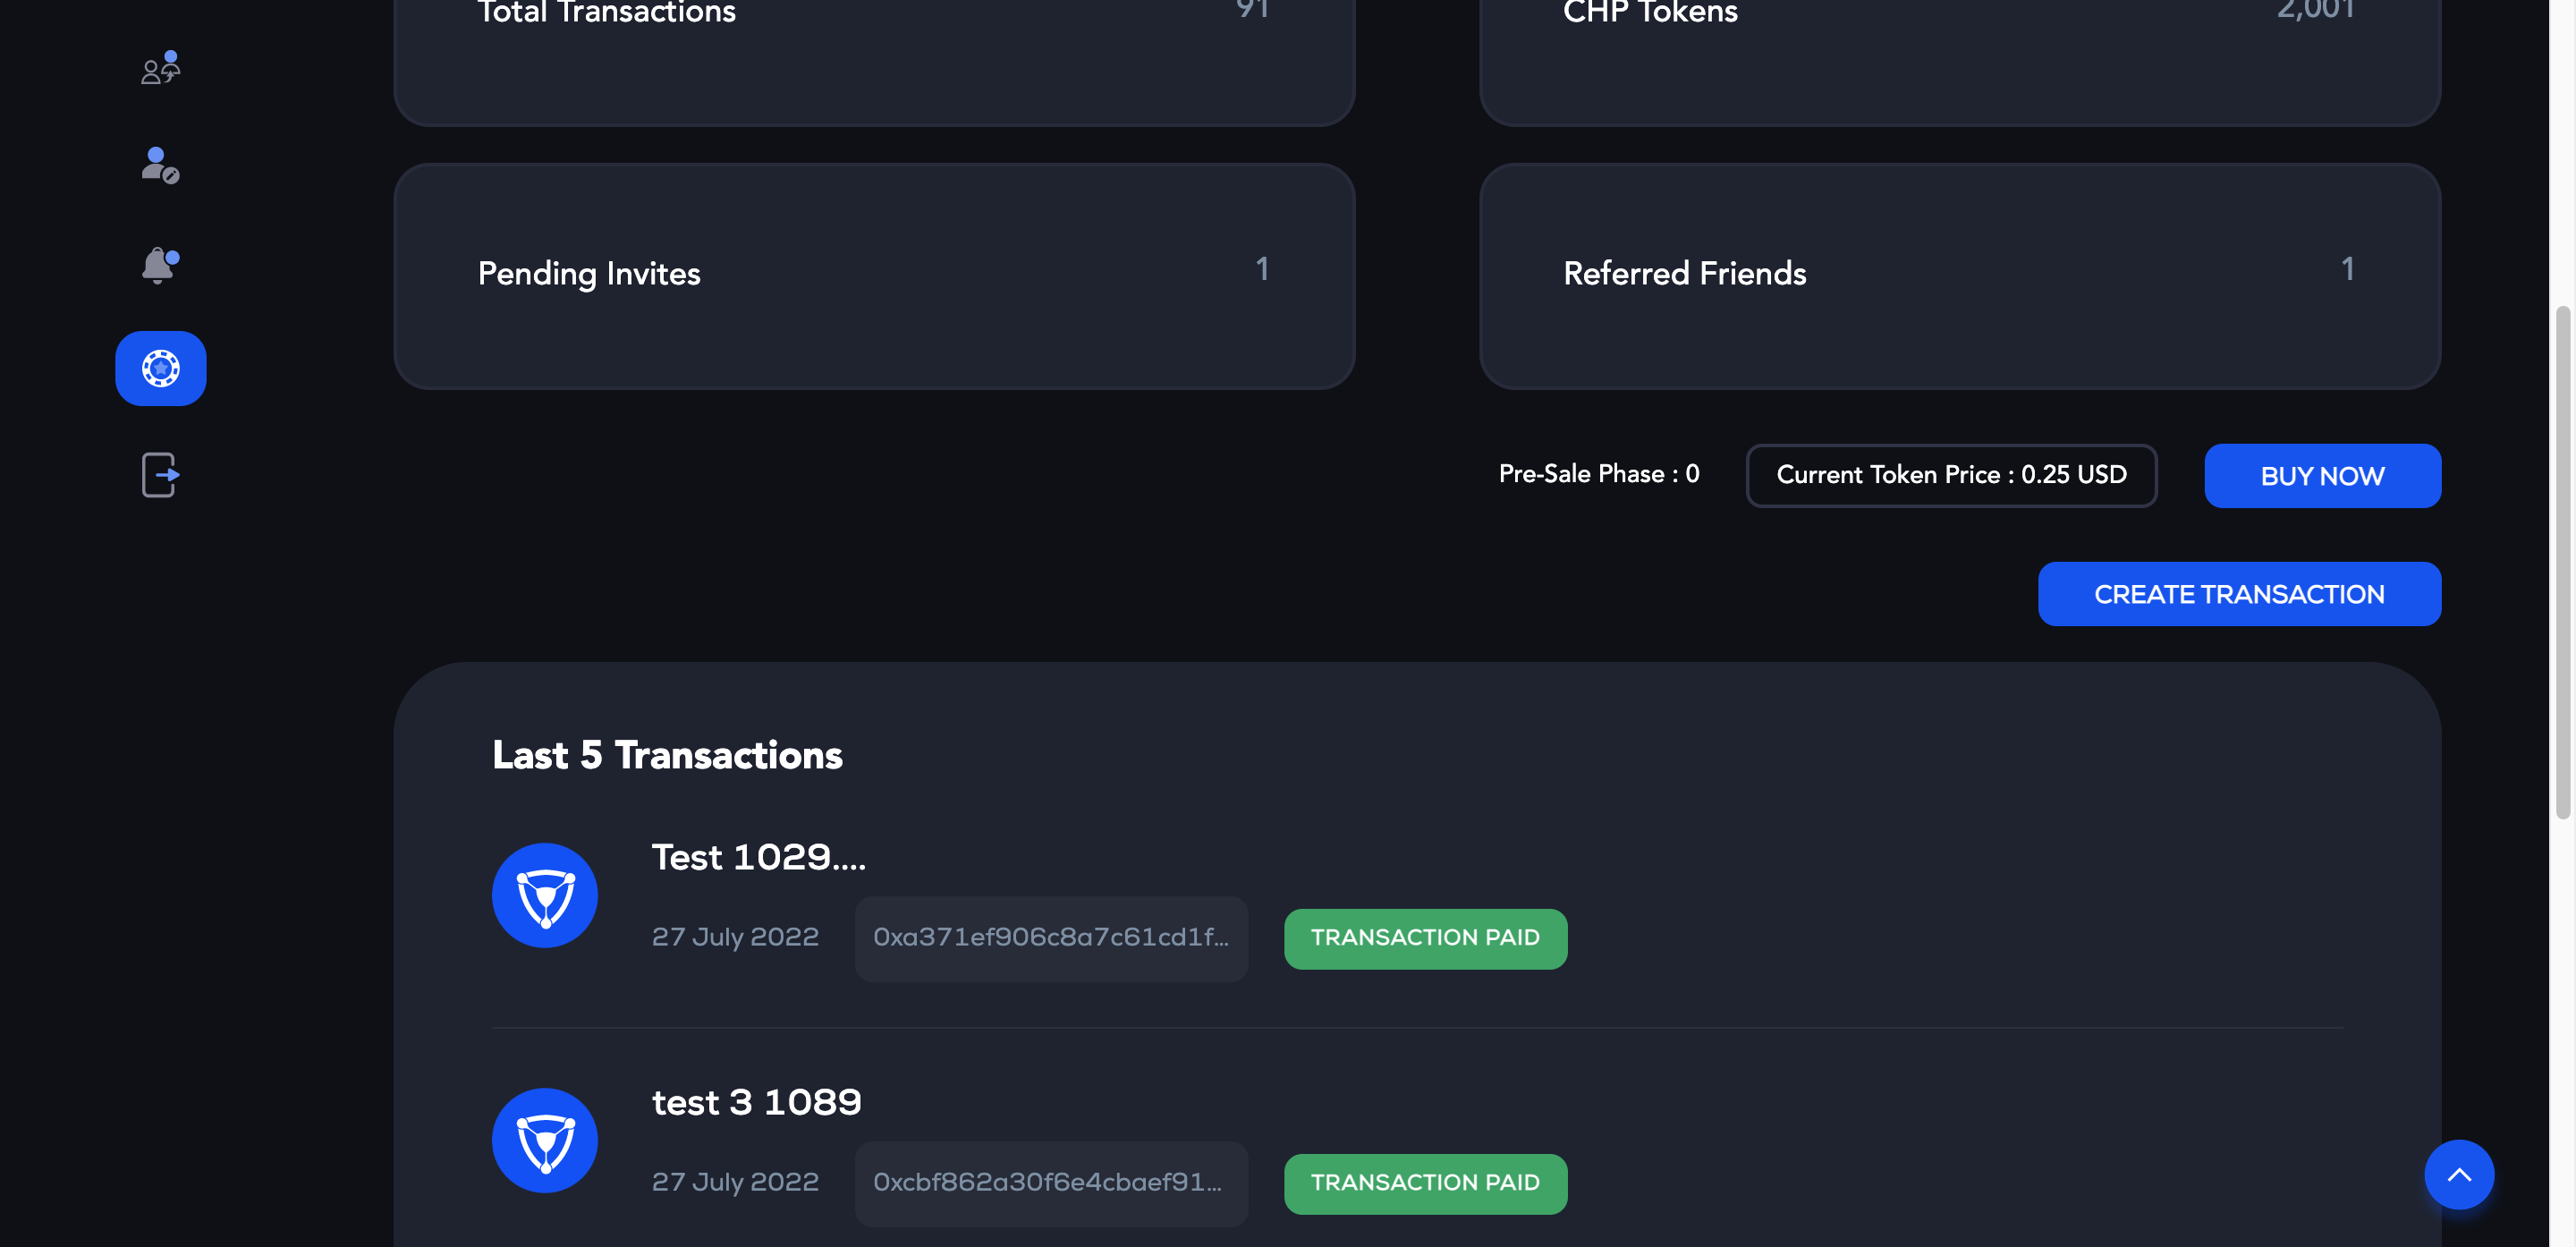 Total Transactions 91
CHP Tokens 2,001
Pending Invites 1
Referred Friends 1
Pre-Sale Phase : 0
Current Token Price : 0.25 USD
BUY NOW
CREATE TRANSACTION
Last 5 Transactions
Test 1029....
27 July 2022 0xa371ef906c8a7c61cd1f... TRANSACTION PAID
test 3 1089
27 July 2022 0xcbf862a30f6e4cbaef91... TRANSACTION PAID